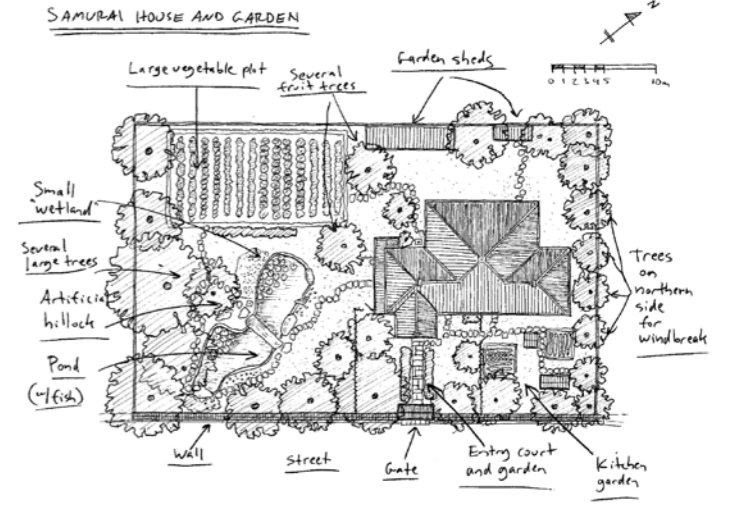 SAMURAI HOUSE AND GARDEN
N
0 1 2 3 4 5 10m
Large vegetable plot
Several
fruit trees
Garden sheds
Small
"wetland"
Several
large trees
Artificial
hillock
Pond
(w/fish)
Trees
on
northern
side
for
windbreak
Wall
Street
Gate
Entry court
and garden
Kitchen
garden